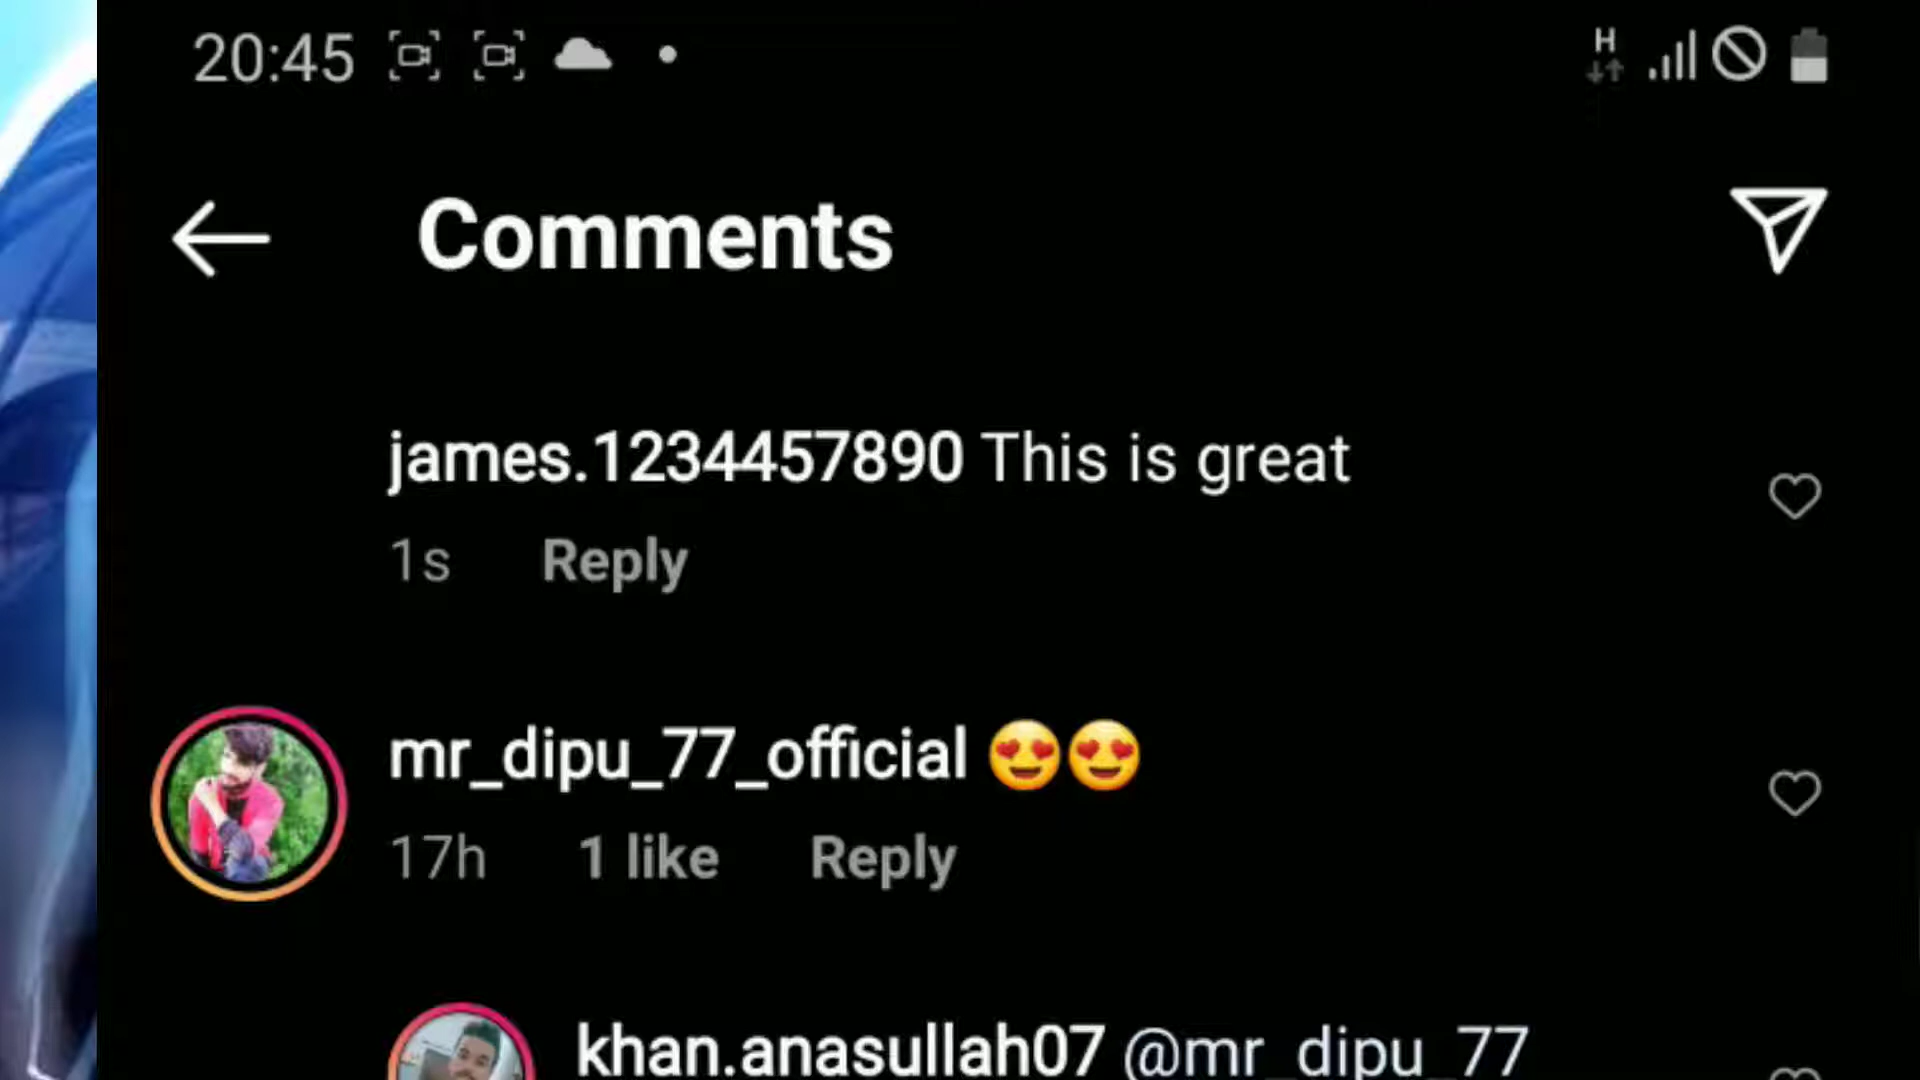 20:45
H
Comments
james.1234457890 This is great
1s Reply
mr_dipu_77_official 😍😍
17h 1 like Reply
khan.anasullah07 @mr_dipu_77